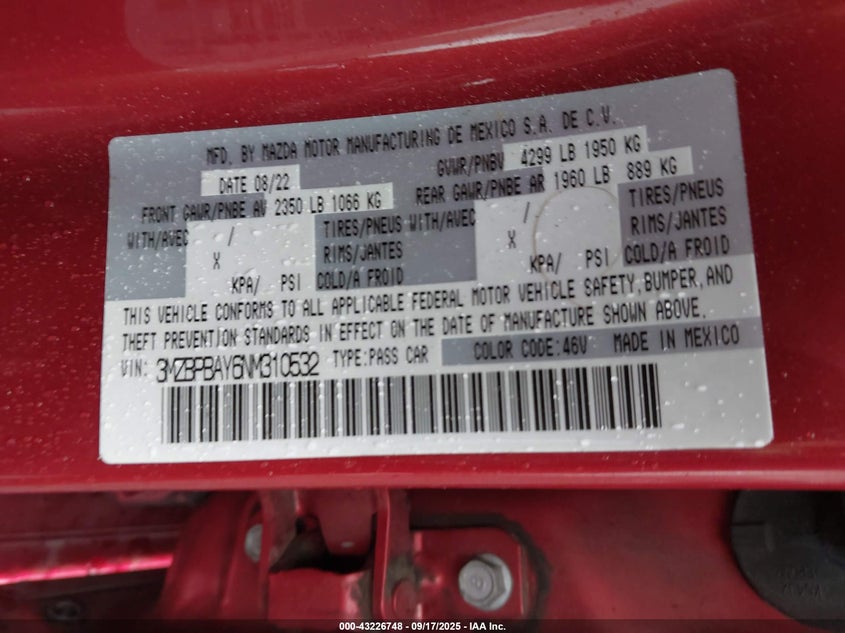 MFD. BY MAZDA MOTOR MANUFACTURING DE MEXICO S.A. DE C.V.
DATE 08/22 GVWR/PNBV 4299 LB 1950 KG
FRONT GAWR/PNBE AV 2350 LB 1066 KG REAR GAWR/PNBE AR 1960 LB 889 KG
WITH/AVEC / TIRES/PNEUS WITH/AVEC / TIRES/PNEUS
X RIMS/JANTES X RIMS/JANTES
KPA/ PSI COLD/A FROID KPA/ PSI COLD/A FROID
THIS VEHICLE CONFORMS TO ALL APPLICABLE FEDERAL MOTOR VEHICLE SAFETY, BUMPER, AND
THEFT PREVENTION STANDARDS IN EFFECT ON THE DATE OF MANUFACTURE SHOWN ABOVE.
VIN: 3MZBPBAY6NM310532 TYPE:PASS CAR COLOR CODE:46V MADE IN MEXICO
000-43226748 - 09/17/2025 - IAA Inc.